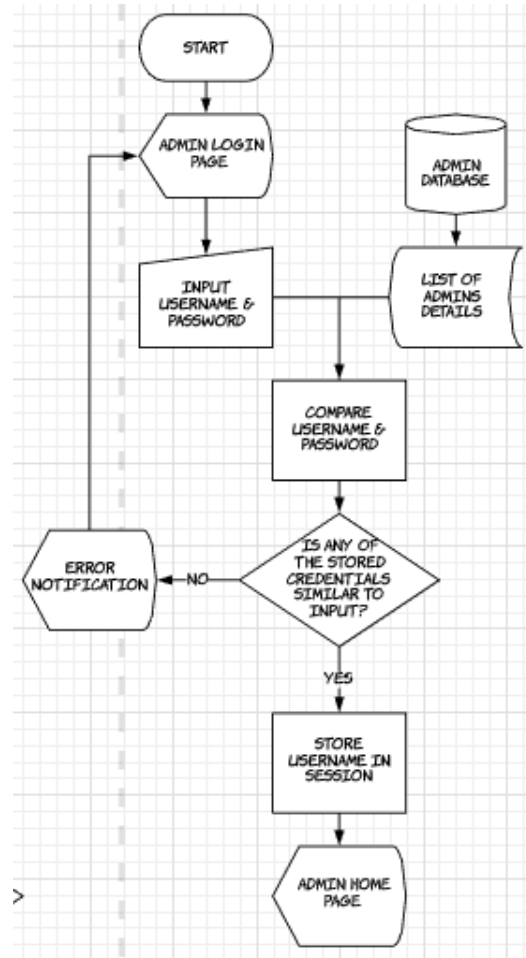 START
ADMIN LOGIN
PAGE
ADMIN
DATABASE
INPUT
USERNAME &
PASSWORD
LIST OF
ADMINS
DETAILS
COMPARE
USERNAME &
PASSWORD
IS ANY OF
THE STORED
CREDENTIALS
SIMILAR TO
INPUT?
NO
ERROR
NOTIFICATION
YES
STORE
USERNAME IN
SESSION
ADMIN HOME
PAGE